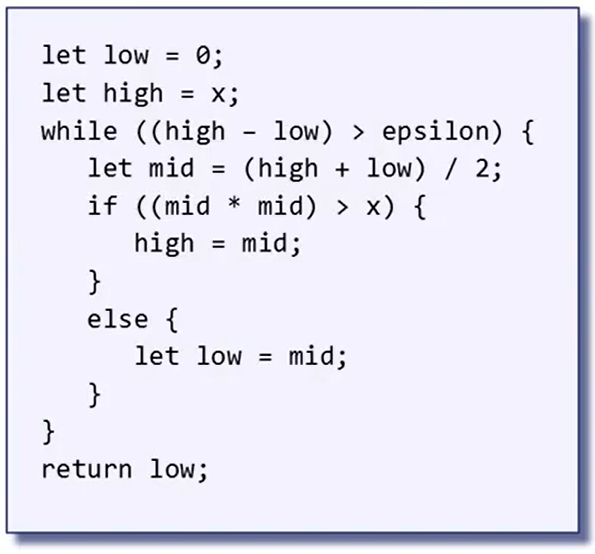 let low = 0;
let high = x;
while ((high – low) > epsilon) {
let mid = (high + low) / 2;
if ((mid * mid) > x) {
high = mid;
}
else {
let low = mid;
}
}
return low;